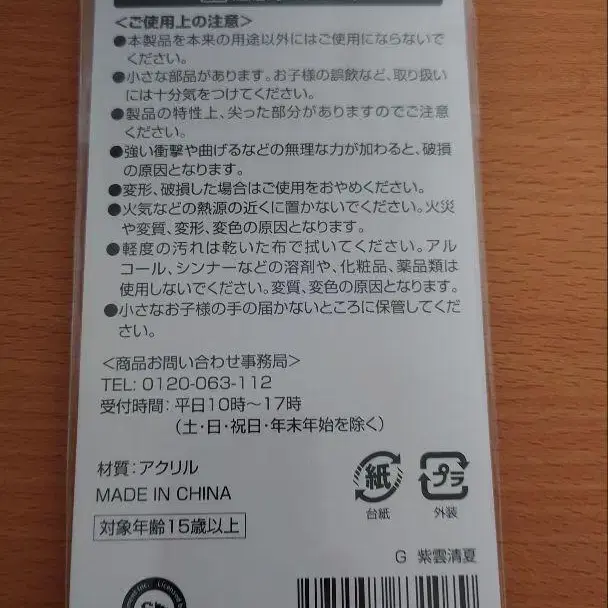 ＜ご使用上の注意＞
●本製品を本来の用途以外にはご使用にならないで
ください。
●小さな部品があります。お子様の誤飲など、取り扱い
には十分気をつけてください。
●製品の特性上、尖った部分がありますのでご注意
ください。
●強い衝撃や曲げるなどの無理な力が加わると、破損
の原因となります。
●変形、破損した場合はご使用をおやめください。
●火気などの熱源の近くに置かないでください。火災
や変質、変形、変色の原因となります。
●軽度の汚れは乾いた布で拭いてください。アル
コール、シンナーなどの溶剤や、化粧品、薬品類は
使用しないでください。変質、変色の原因となります。
●小さなお子様の手の届かないところに保管してくだ
さい。
＜商品お問い合わせ事務局＞
TEL: 0120-063-112
受付時間：平日10時～17時
（土・日・祝日・年末年始を除く）
材質：アクリル
MADE IN CHINA
紙 プラ
台紙 外装
対象年齢15歳以上
G 紫雲清夏